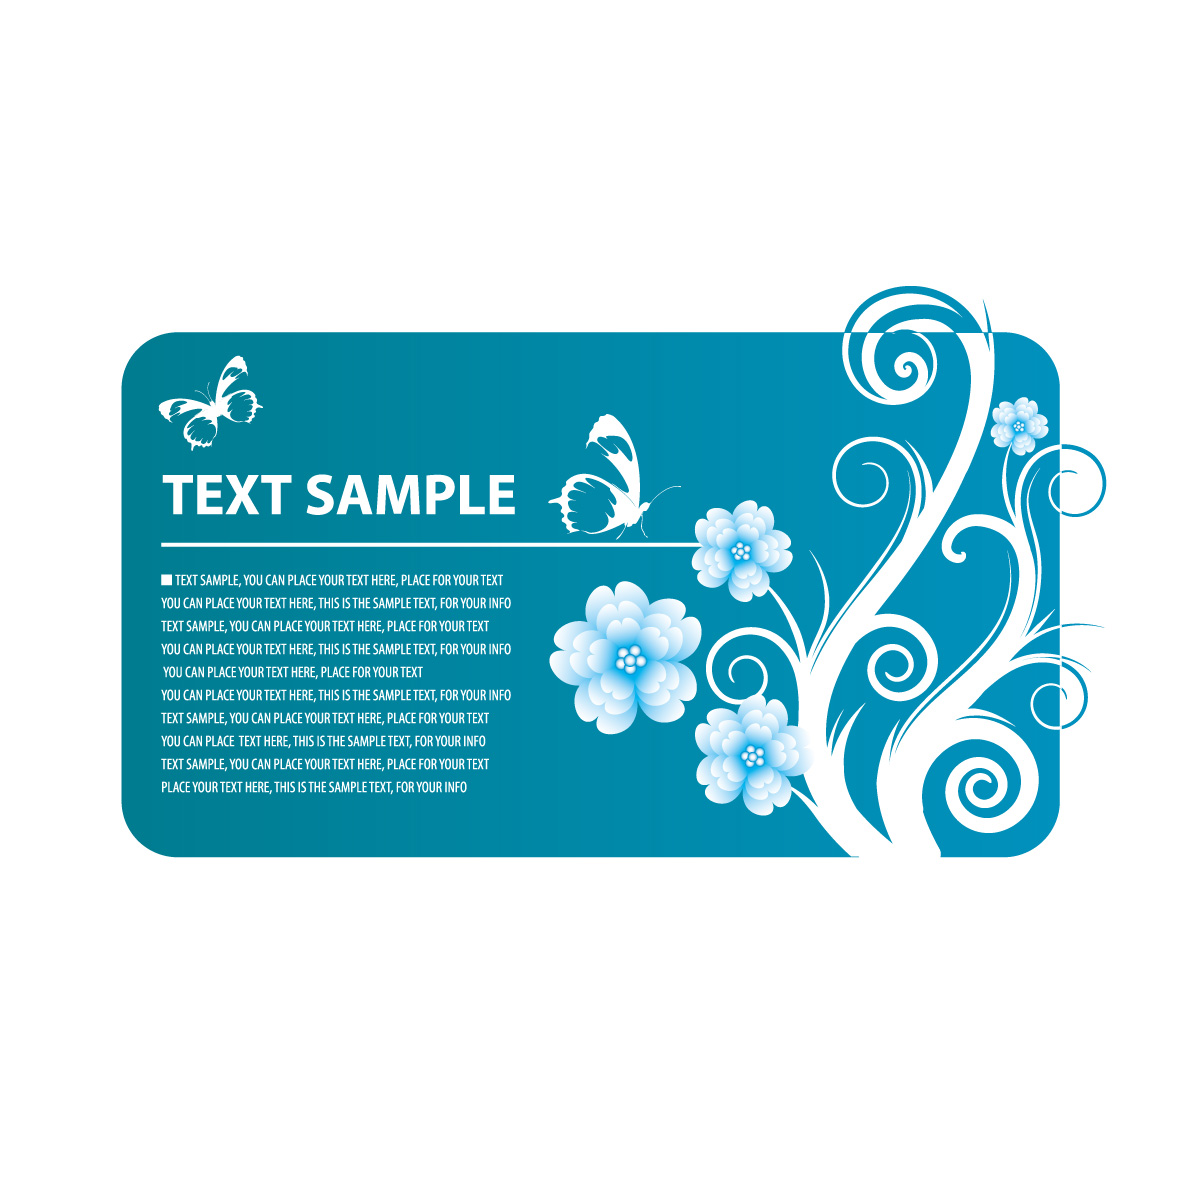 TEXT SAMPLE
TEXT SAMPLE, YOU CAN PLACE YOUR TEXT HERE, PLACE FOR YOUR TEXT
YOU CAN PLACE YOUR TEXT HERE, THIS IS THE SAMPLE TEXT, FOR YOUR INFO
TEXT SAMPLE, YOU CAN PLACE YOUR TEXT HERE, PLACE FOR YOUR TEXT
YOU CAN PLACE YOUR TEXT HERE, THIS IS THE SAMPLE TEXT, FOR YOUR INFO
YOU CAN PLACE YOUR TEXT HERE, PLACE FOR YOUR TEXT
YOU CAN PLACE YOUR TEXT HERE, THIS IS THE SAMPLE TEXT, FOR YOUR INFO
TEXT SAMPLE, YOU CAN PLACE YOUR TEXT HERE, PLACE FOR YOUR TEXT
YOU CAN PLACE TEXT HERE, THIS IS THE SAMPLE TEXT, FOR YOUR INFO
TEXT SAMPLE, YOU CAN PLACE YOUR TEXT HERE, PLACE FOR YOUR TEXT
PLACE YOUR TEXT HERE, THIS IS THE SAMPLE TEXT, FOR YOUR INFO